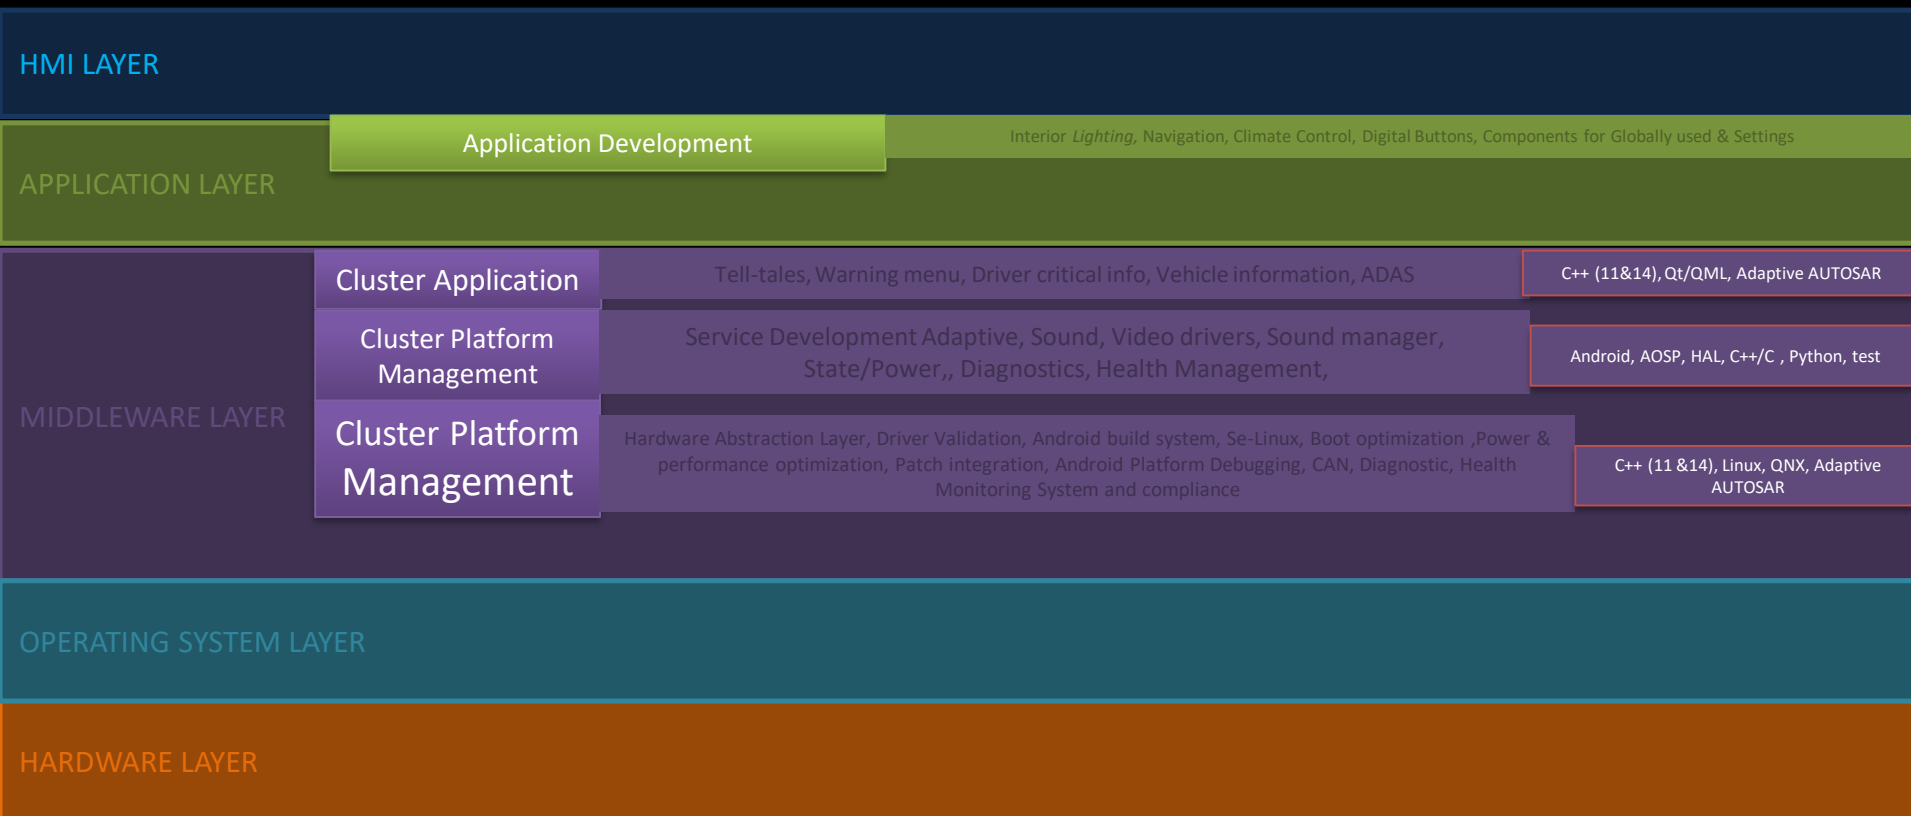 HMI LAYER
Application Development
Interior Lighting, Navigation, Climate Control, Digital Buttons, Components for Globally used & Settings
APPLICATION LAYER
Cluster Application
Tell-tales, Warning menu, Driver critical info, Vehicle information, ADAS
C++ (11&14), Qt/QML, Adaptive AUTOSAR
Cluster Platform
Management
Service Development Adaptive, Sound, Video drivers, Sound manager,
State/Power,, Diagnostics, Health Management,
Android, AOSP, HAL, C++/C , Python, test
MIDDLEWARE LAYER
Cluster Platform
Management
Hardware Abstraction Layer, Driver Validation, Android build system, Se-Linux, Boot optimization ,Power &
performance optimization, Patch integration, Android Platform Debugging, CAN, Diagnostic, Health
Monitoring System and compliance
C++ (11 &14), Linux, QNX, Adaptive
AUTOSAR
OPERATING SYSTEM LAYER
HARDWARE LAYER